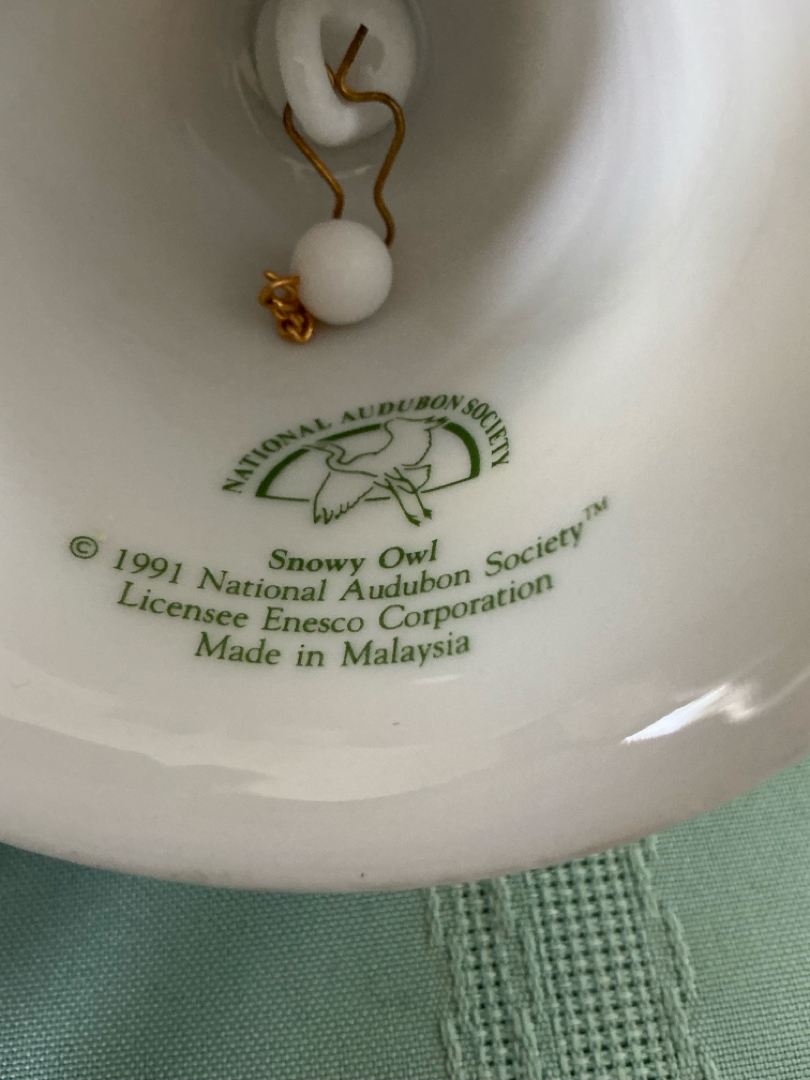 NATIONAL AUDUBON SOCIETY
Snowy Owl
© 1991 National Audubon Society™
Licensee Enesco Corporation
Made in Malaysia